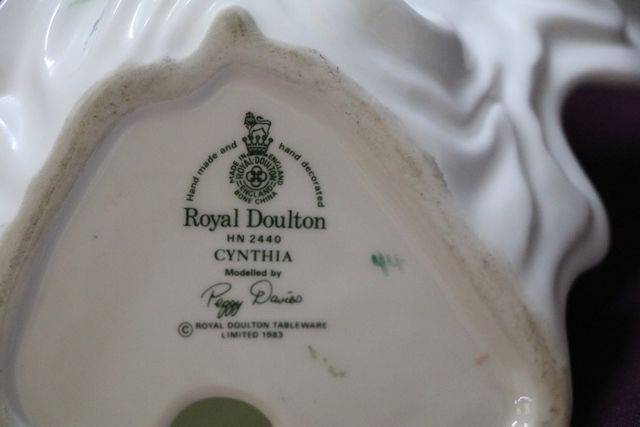 Hand made and hand decorated
MADE IN ENGLAND
ROYAL DOULTON
ENGLAND
BONE CHINA
Royal Doulton
HN 2440
CYNTHIA
Modelled by
Peggy Davies
© ROYAL DOULTON TABLEWARE
LIMITED 1983
44